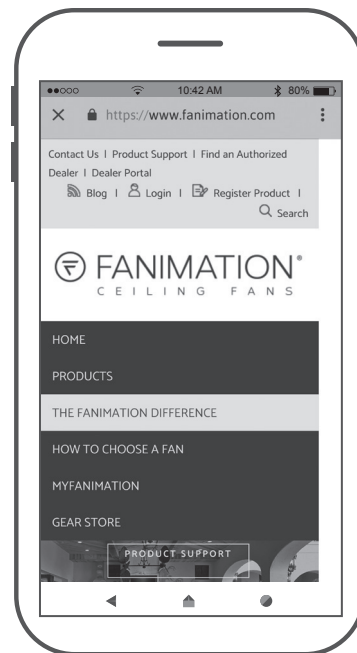 10:42 AM 80%
https://www.fanimation.com
Contact Us | Product Support | Find an Authorized
Dealer | Dealer Portal
Blog | Login | Register Product |
Search
FANIMATION®
CEILING FANS
HOME
PRODUCTS
THE FANIMATION DIFFERENCE
HOW TO CHOOSE A FAN
MYFANIMATION
GEAR STORE
PRODUCT SUPPORT